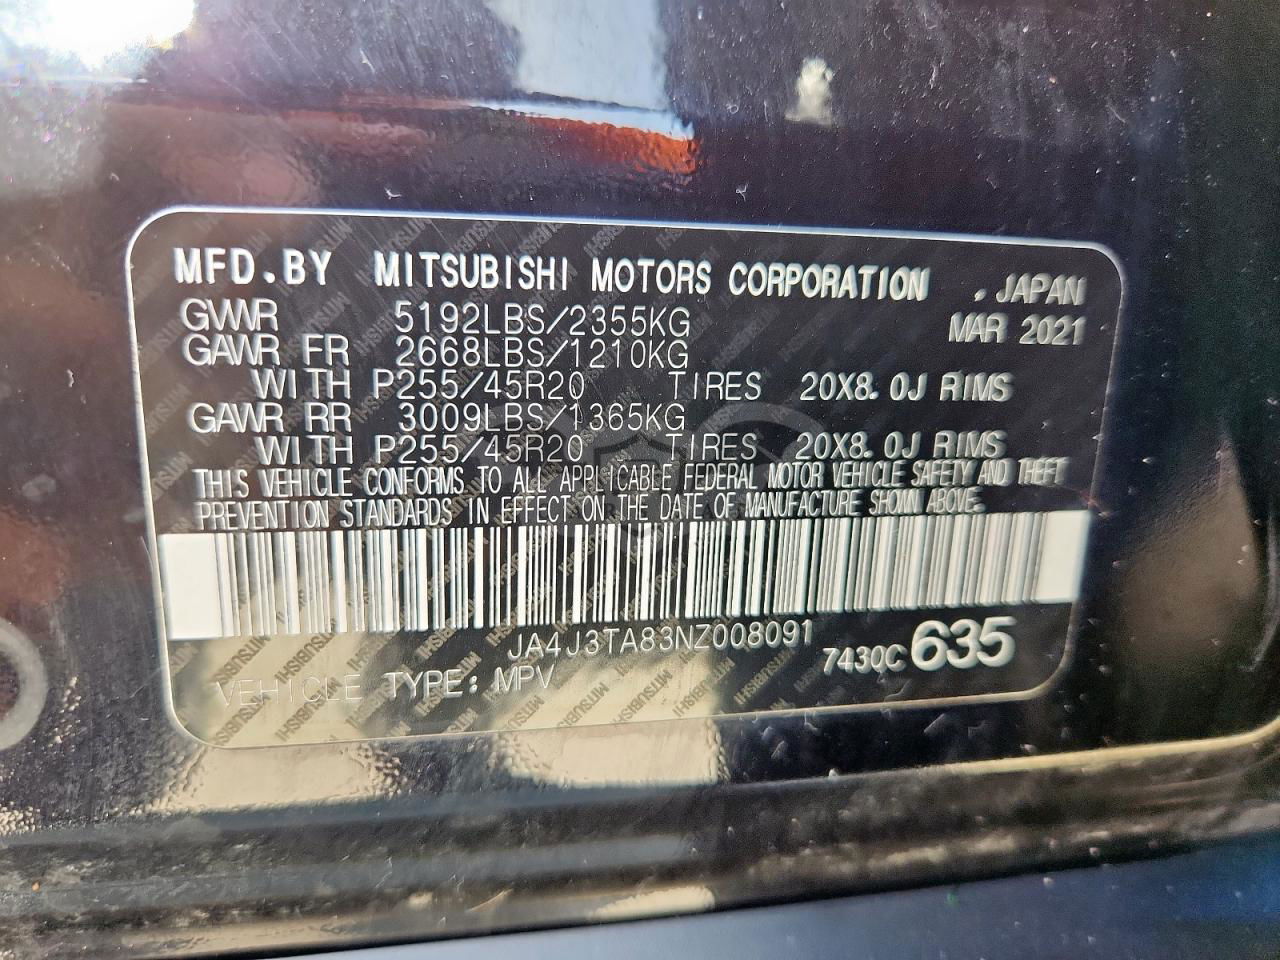 MFD.BY MITSUBISHI MOTORS CORPORATION , JAPAN
GVWR 5192LBS/2355KG MAR 2021
GAWR FR 2668LBS/1210KG
WITH P255/45R20 TIRES 20X8.0J RIMS
GAWR RR 3009LBS/1365KG
WITH P255/45R20 TIRES 20X8.0J RIMS
THIS VEHICLE CONFORMS TO ALL APPLICABLE FEDERAL MOTOR VEHICLE SAFETY AND THEFT
PREVENTION STANDARDS IN EFFECT ON THE DATE OF MANUFACTURE SHOWN ABOVE.
JA4J3TA83NZ008091 7430C 635
VEHICLE TYPE: MPV